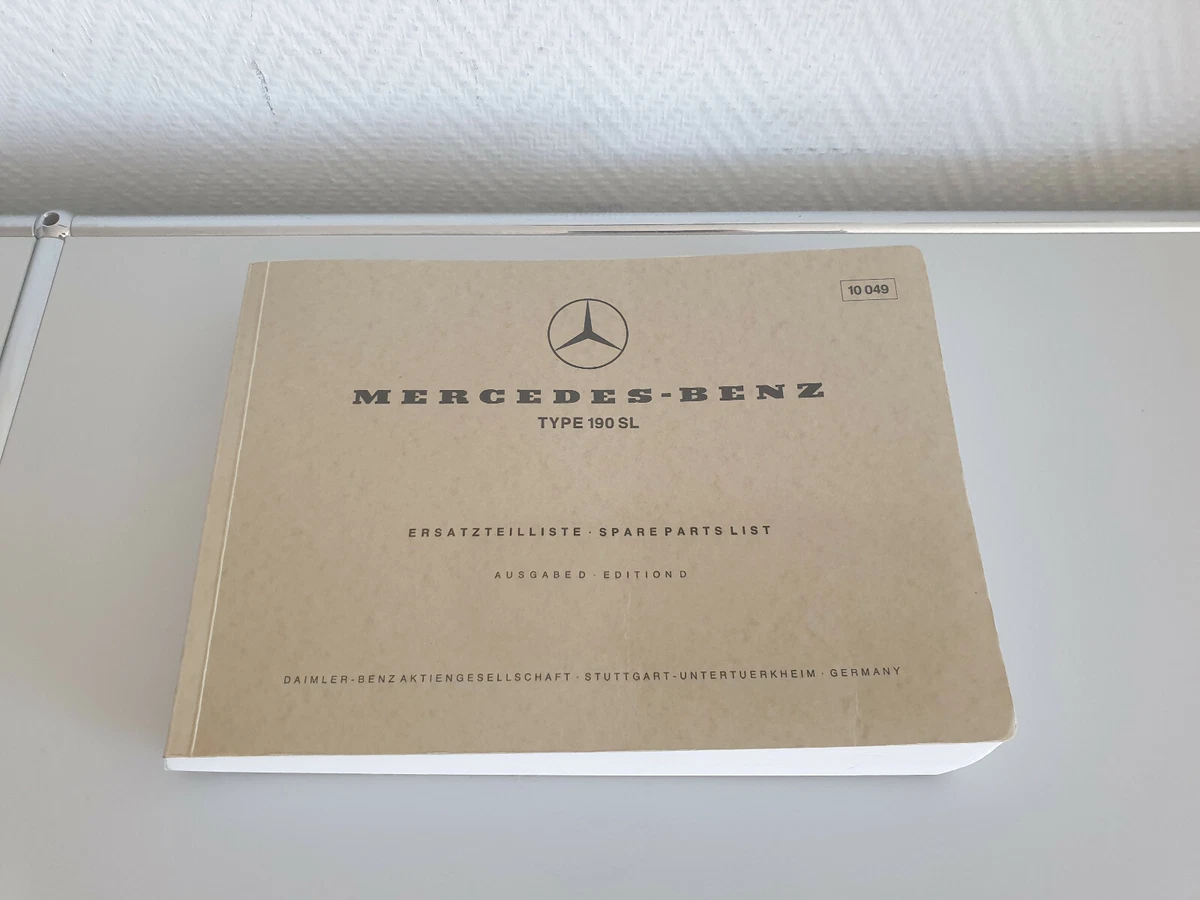 10 049
MERCEDES-BENZ
TYPE 190 SL
ERSATZTEILLISTE · SPARE PARTS LIST
AUSGABE D · EDITION D
DAIMLER-BENZ AKTIENGESELLSCHAFT · STUTTGART-UNTERTUERKHEIM · GERMANY